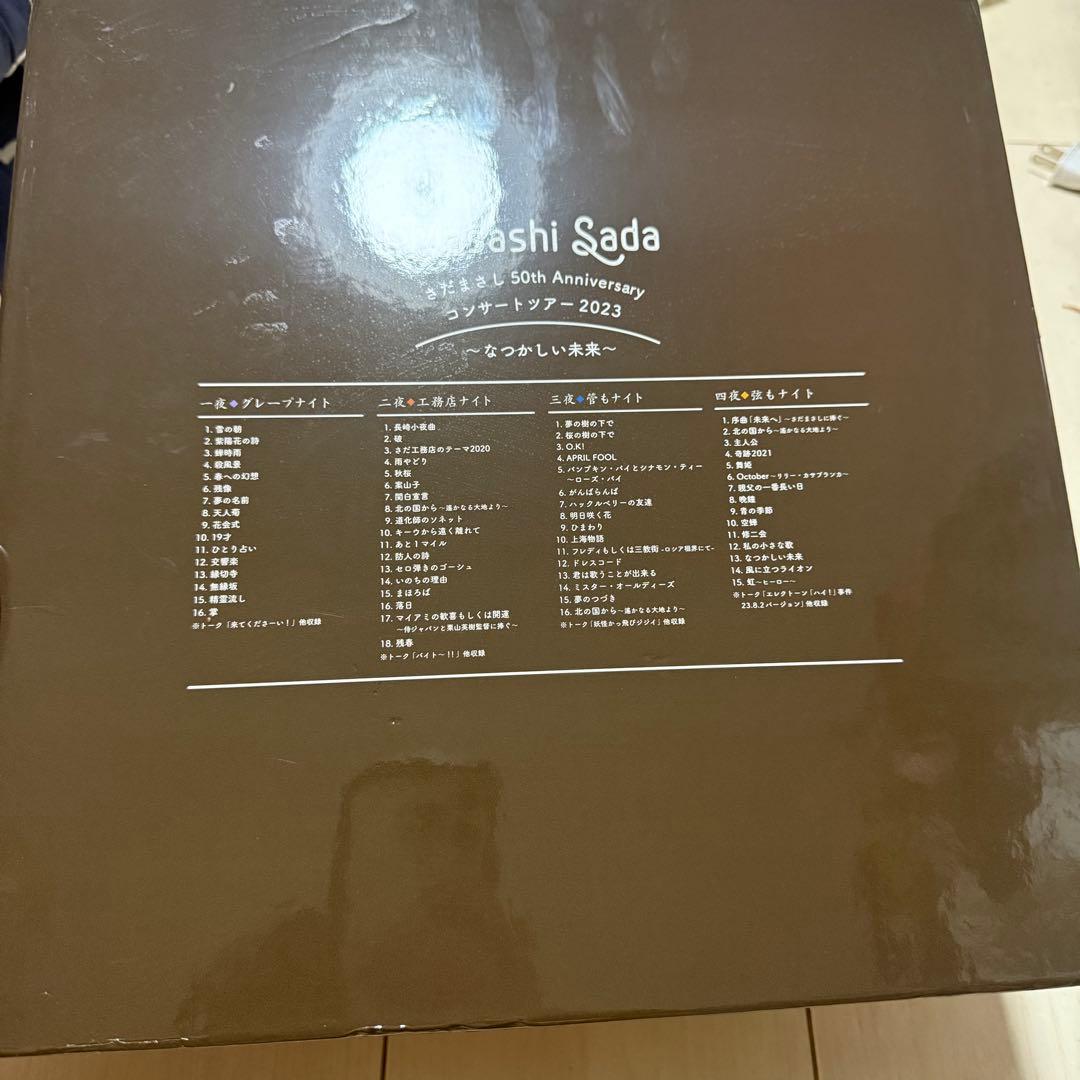 Masashi Sada
さだまさし 50th Anniversary
コンサートツアー 2023
～なつかしい未来～
一夜◆グレープナイト
1. 雪の朝
2. 紫陽花の詩
3. 蝉時雨
4. 殺風景
5. 春への幻想
6. 残像
7. 夢の名前
8. 天人菊
9. 花会式
10. 19才
11. ひとり占い
12. 交響楽
13. 縁切寺
14. 無縁坂
15. 精霊流し
16. 掌
※トーク「来てくださーい！」他収録
二夜◆工務店ナイト
1. 長崎小夜曲
2. 破
3. さだ工務店のテーマ2020
4. 雨やどり
5. 秋桜
6. 案山子
7. 関白宣言
8. 北の国から～遙かなる大地より～
9. 道化師のソネット
10. キーウから遠く離れて
11. あと1マイル
12. 防人の詩
13. セロ弾きのゴーシュ
14. いのちの理由
15. まほろば
16. 落日
17. マイアミの歓喜もしくは開運
～侍ジャパンと栗山英樹監督に捧ぐ～
18. 残春
※トーク「バイト～！！」他収録
三夜◆管もナイト
1. 夢の樹の下で
2. 桜の樹の下で
3. O.K!
4. APRIL FOOL
5. パンプキン・パイとシナモン・ティー
～ローズ・パイ
6. がんばらんば
7. ハックルベリーの友達
8. 明日咲く花
9. ひまわり
10. 上海物語
11. フレディもしくは三教街 -ロシア租界にて-
12. ドレスコード
13. 君は歌うことが出来る
14. ミスター・オールディーズ
15. 夢のつづき
16. 北の国から～遙かなる大地より～
※トーク「妖怪かっ飛びジジイ」他収録
四夜◆弦もナイト
1. 序曲「未来へ」～さだまさしに捧ぐ～
2. 北の国から～遙かなる大地より～
3. 主人公
4. 奇跡2021
5. 舞姫
6. October～リリー・カサブランカ～
7. 親父の一番長い日
8. 晩鐘
9. 青の季節
10. 空蝉
11. 修二会
12. 私の小さな歌
13. なつかしい未来
14. 風に立つライオン
15. 虹～ヒーロー～
※トーク「エレクトーン「ハイ！」事件
23.8.2バージョン」他収録